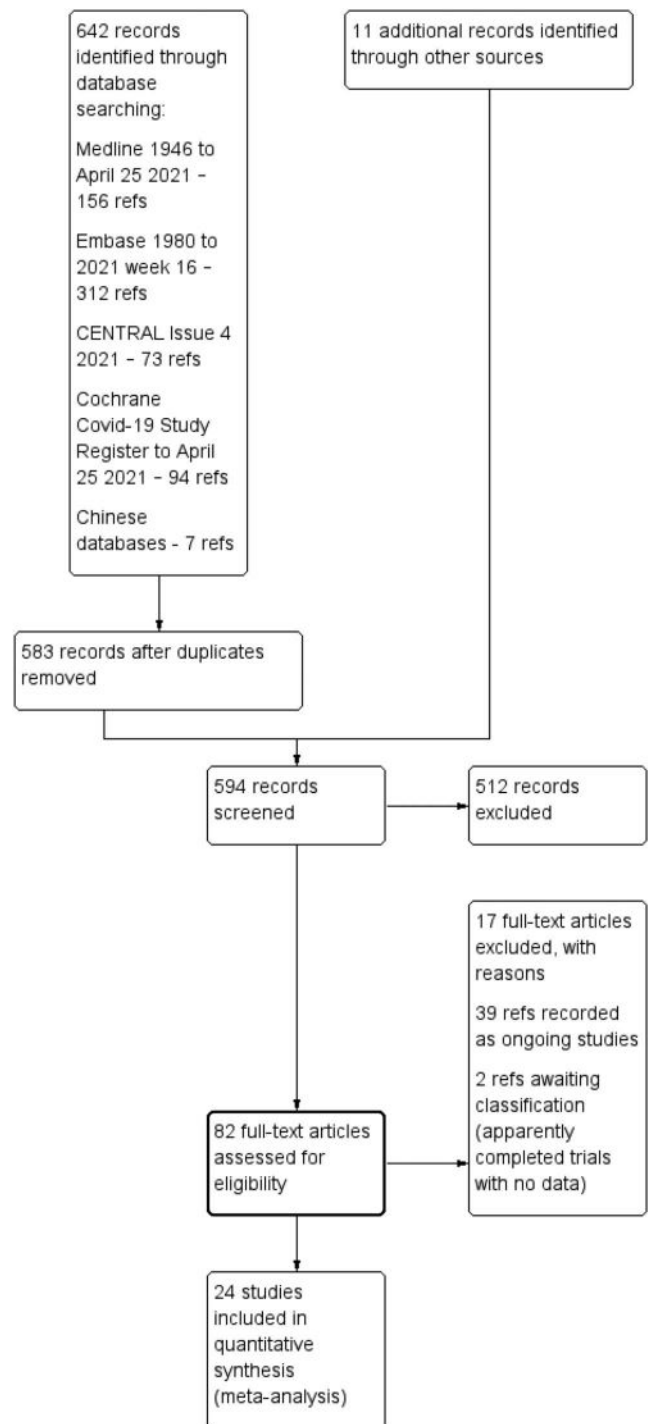 642 records
identified through
database
searching:
Medline 1946 to
April 25 2021 –
156 refs
Embase 1980 to
2021 week 16 –
312 refs
CENTRAL Issue 4
2021 – 73 refs
Cochrane
Covid-19 Study
Register to April
25 2021 – 94 refs
Chinese
databases - 7 refs
11 additional records identified
through other sources
583 records after duplicates
removed
594 records
screened
512 records
excluded
82 full-text articles
assessed for
eligibility
17 full-text articles
excluded, with
reasons
39 refs recorded
as ongoing studies
2 refs awaiting
classification
(apparently
completed trials
with no data)
24 studies
included in
quantitative
synthesis
(meta-analysis)